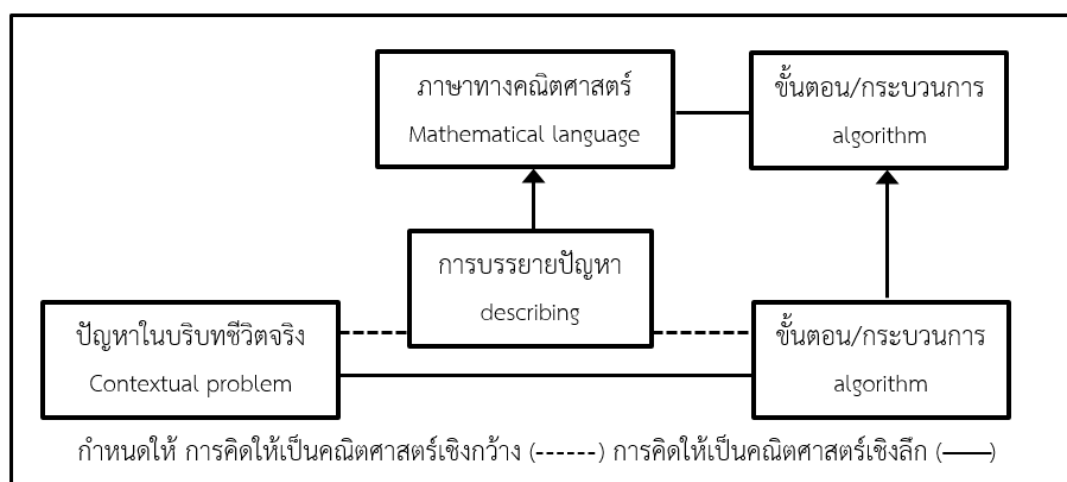 ภาษาทางคณิตศาสตร์
Mathematical language
ขั้นตอน/กระบวนการ
algorithm
การบรรยายปัญหา
describing
ปัญหาในบริบทชีวิตจริง
Contextual problem
ขั้นตอน/กระบวนการ
algorithm
กำหนดให้ การคิดให้เป็นคณิตศาสตร์เชิงกว้าง (------) การคิดให้เป็นคณิตศาสตร์เชิงลึก (——)